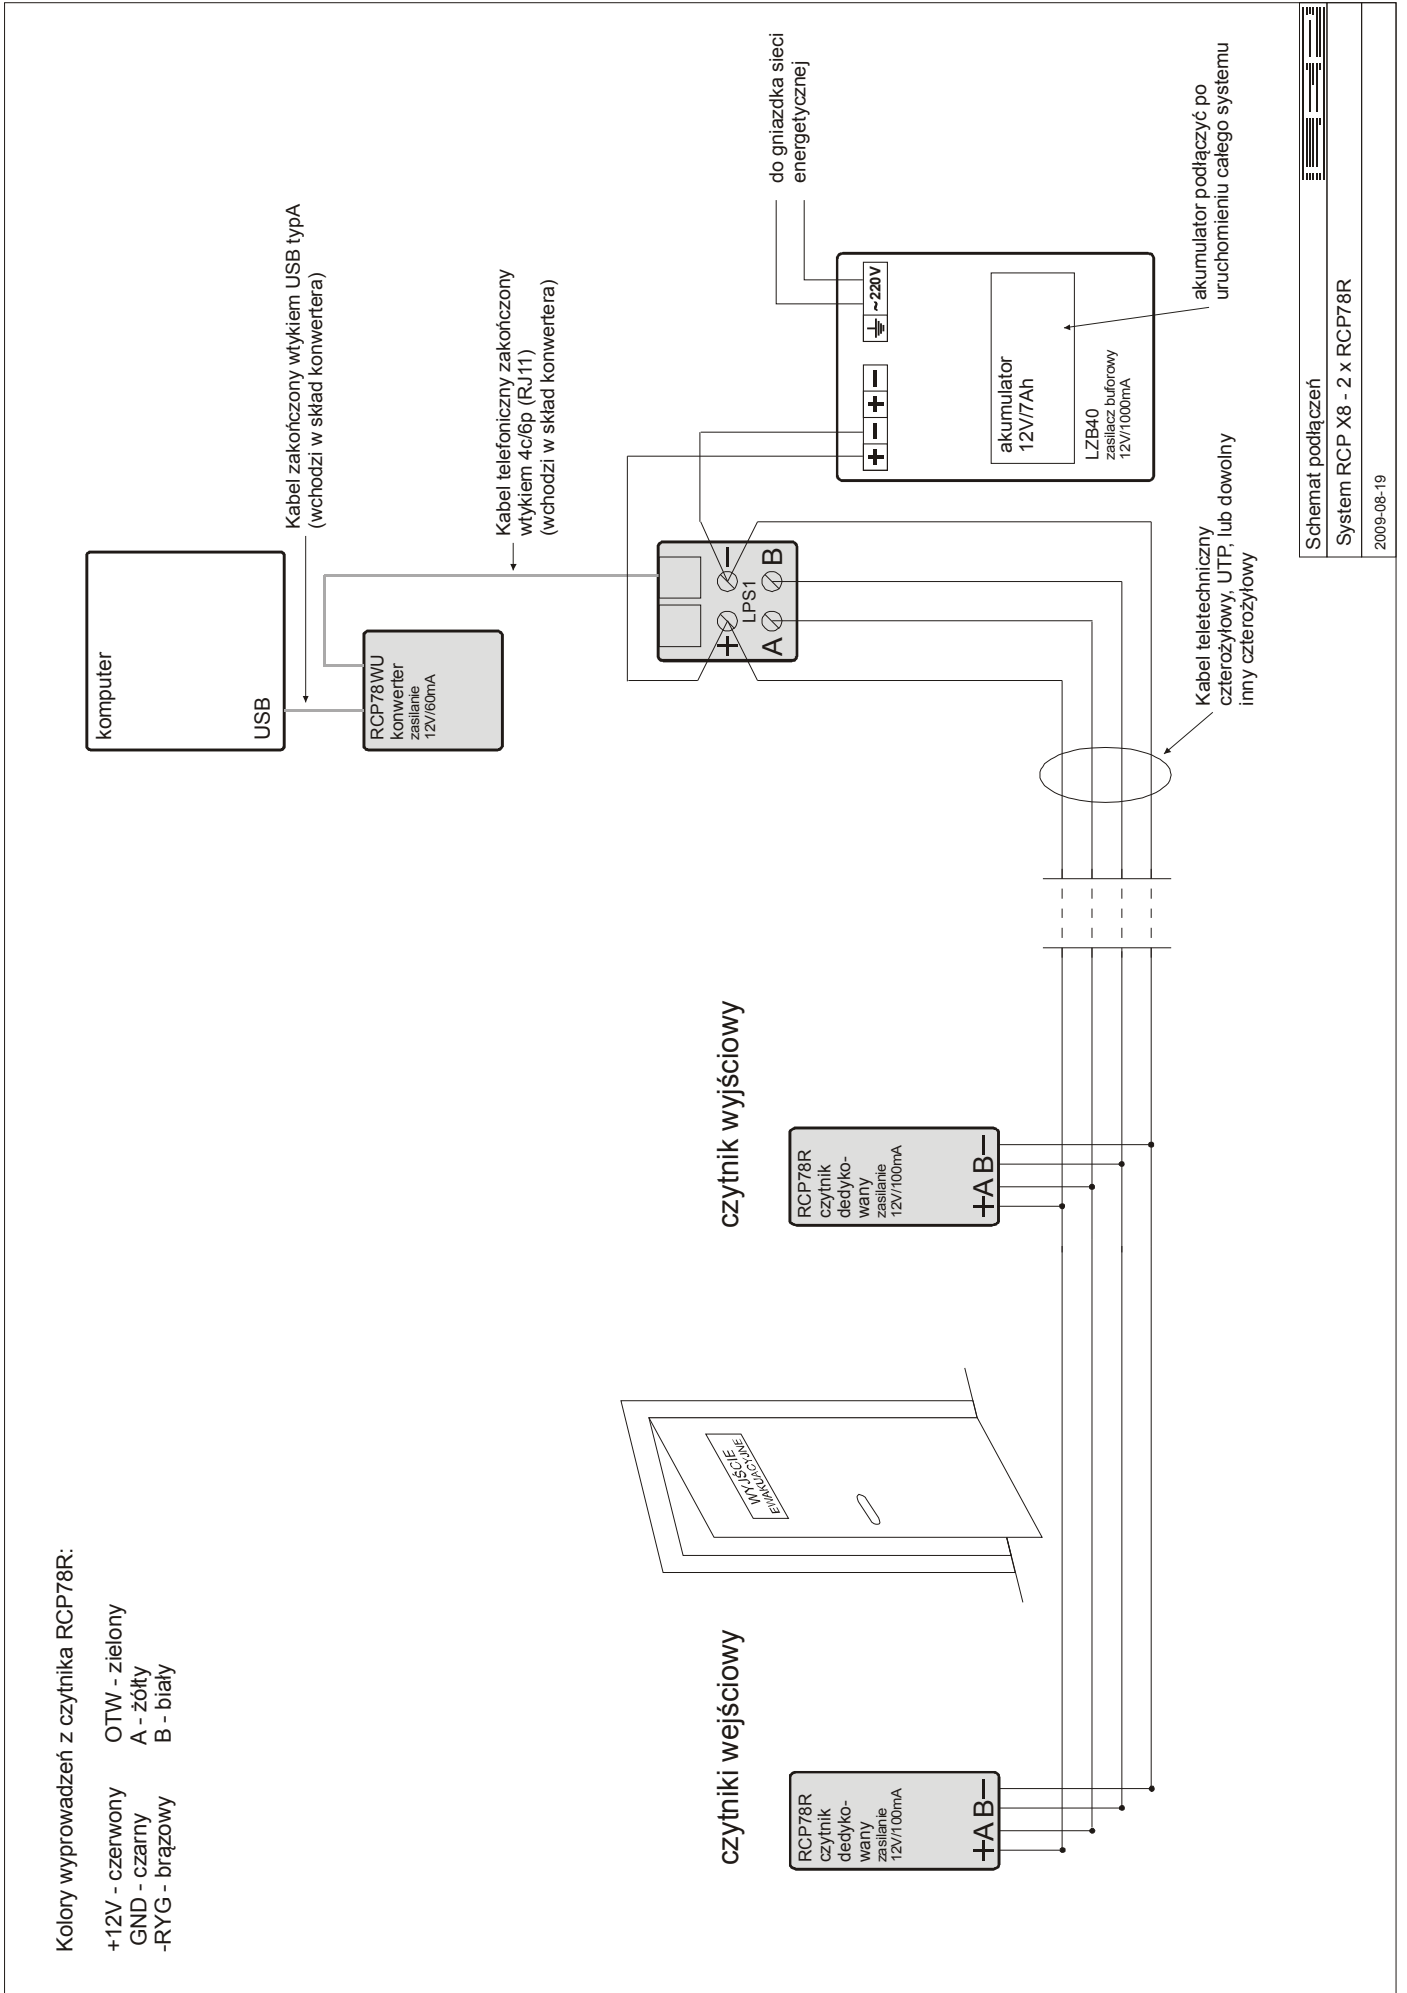 Kolory wyprowadzeń z czytnika RCP78R:
+12V - czerwony
GND - czarny
-RYG - brązowy
OTW - zielony
A - żółty
B - biały
komputer
USB
Kabel zakończony wtykiem USB typA
(wchodzi w skład konwertera)
RCP78WU
konwerter
zasilanie
12V/60mA
Kabel telefoniczny zakończony
wtykiem 4c/6p (RJ11)
(wchodzi w skład konwertera)
+ -
LPS1
A B
do gniazdka sieci
energetycznej
+ - + -
~220V
akumulator
12V/7Ah
LZB40
zasilacz buforowy
12V/1000mA
akumulator podłączyć po
uruchomieniu całego systemu
czytniki wejściowy
RCP78R
czytnik
dedyko-
wany
zasilanie
12V/100mA
+A B-
WYJŚCIE
EWAKUACYJNE
czytnik wyjściowy
RCP78R
czytnik
dedyko-
wany
zasilanie
12V/100mA
+A B-
Kabel teletechniczny
czterożyłowy, UTP, lub dowolny
inny czterożyłowy
Schemat podłączeń
System RCP X8 - 2 x RCP78R
2009-08-19